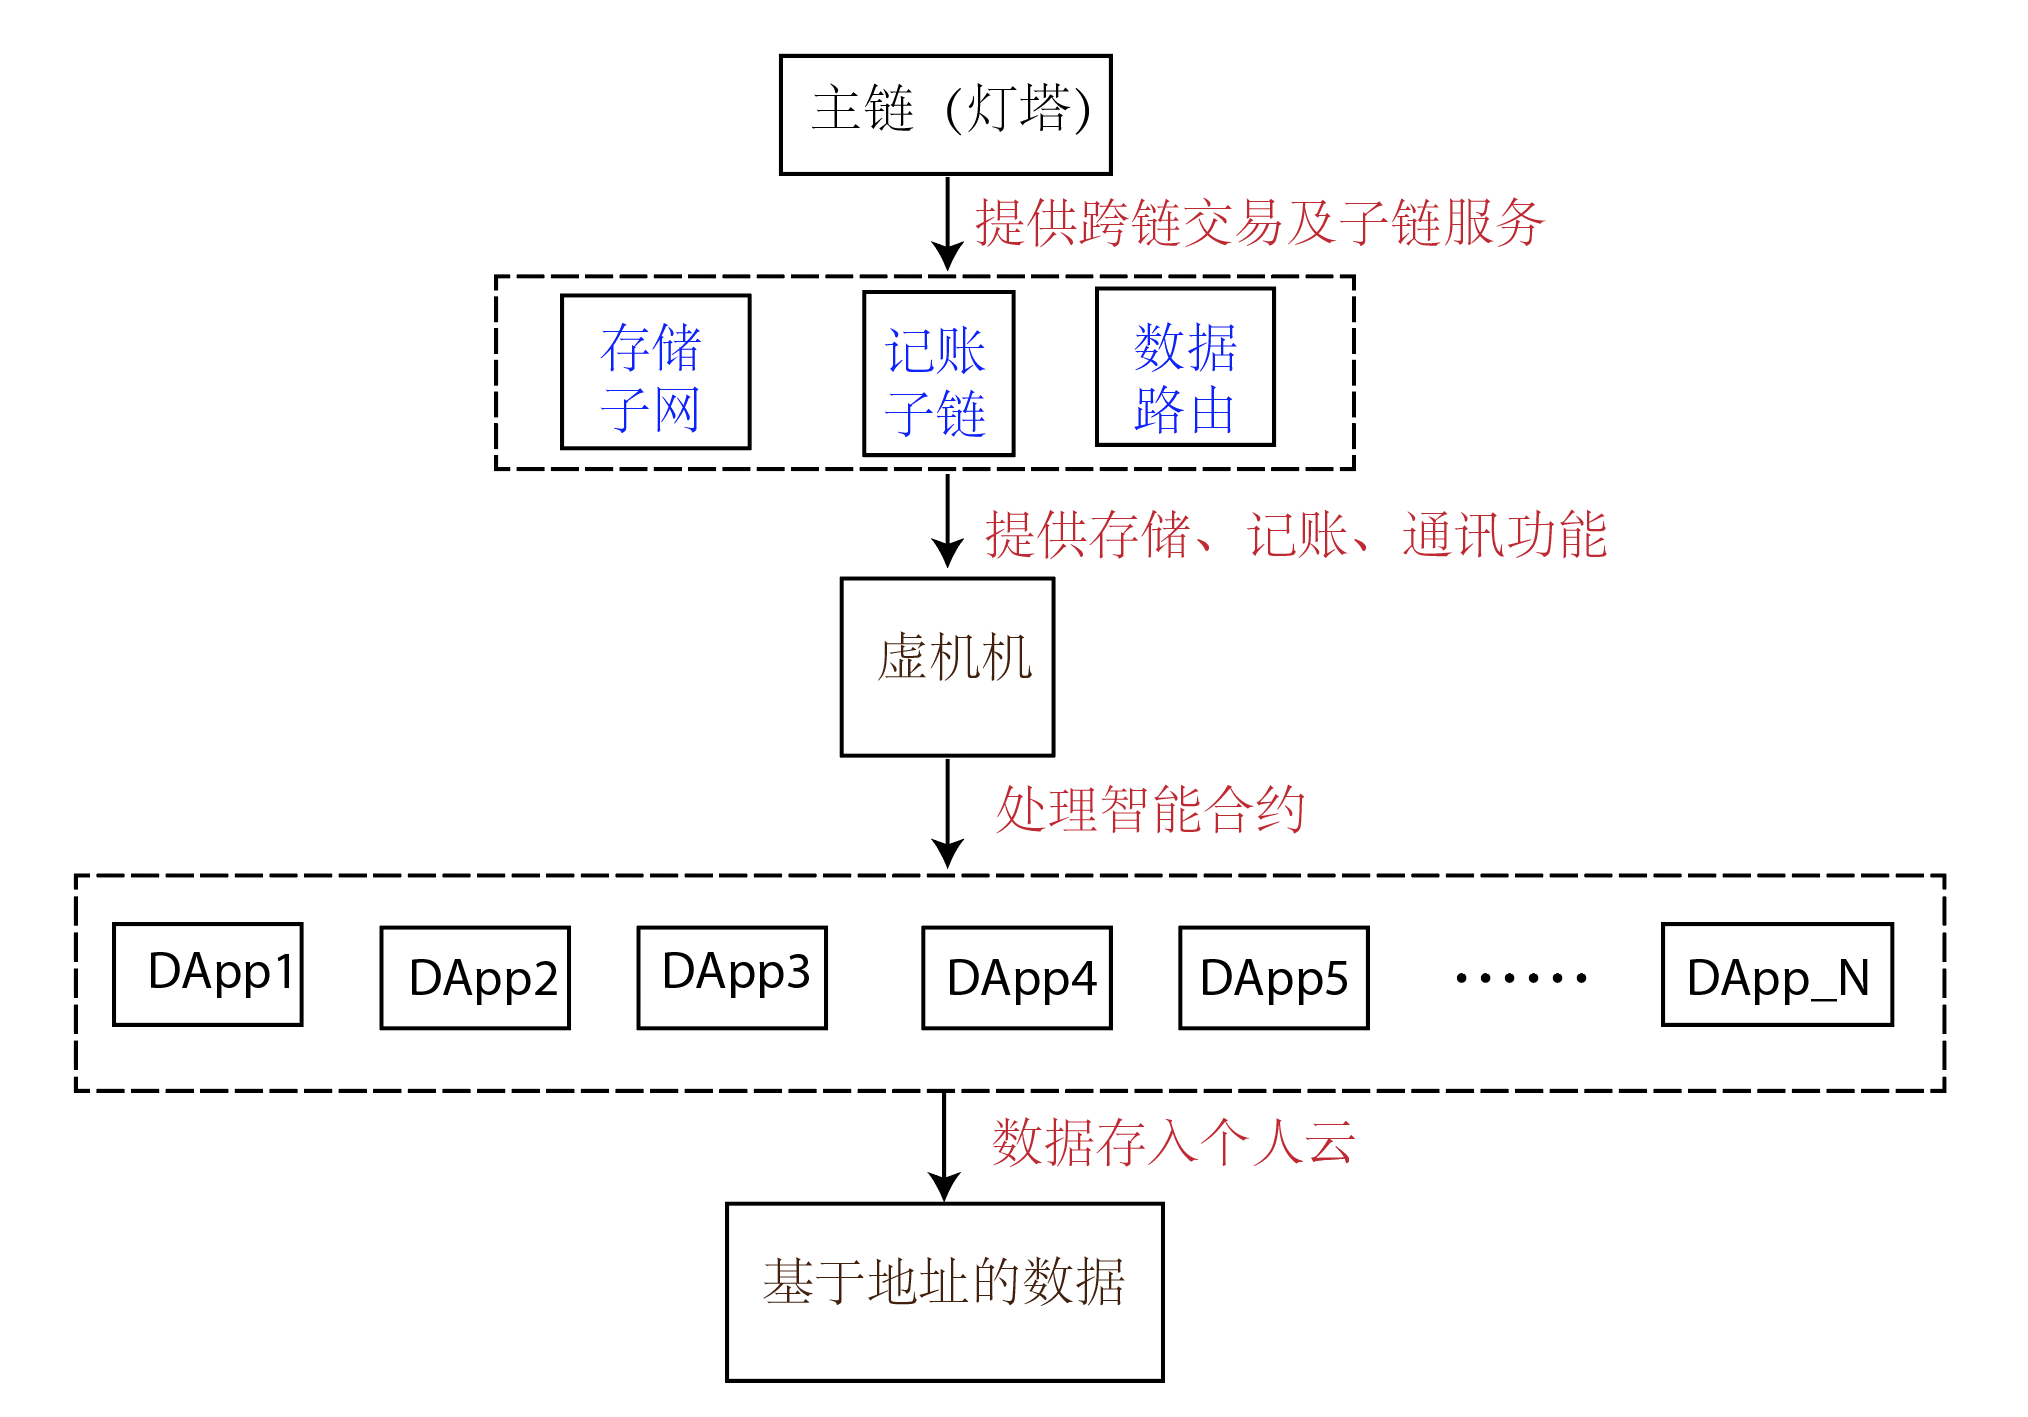 主链（灯塔）
提供跨链交易及子链服务
存储
子网
记账
子链
数据
路由
提供存储、记账、通讯功能
虚机机
处理智能合约
DApp1
DApp2
DApp3
DApp4
DApp5
······
DApp_N
数据存入个人云
基于地址的数据